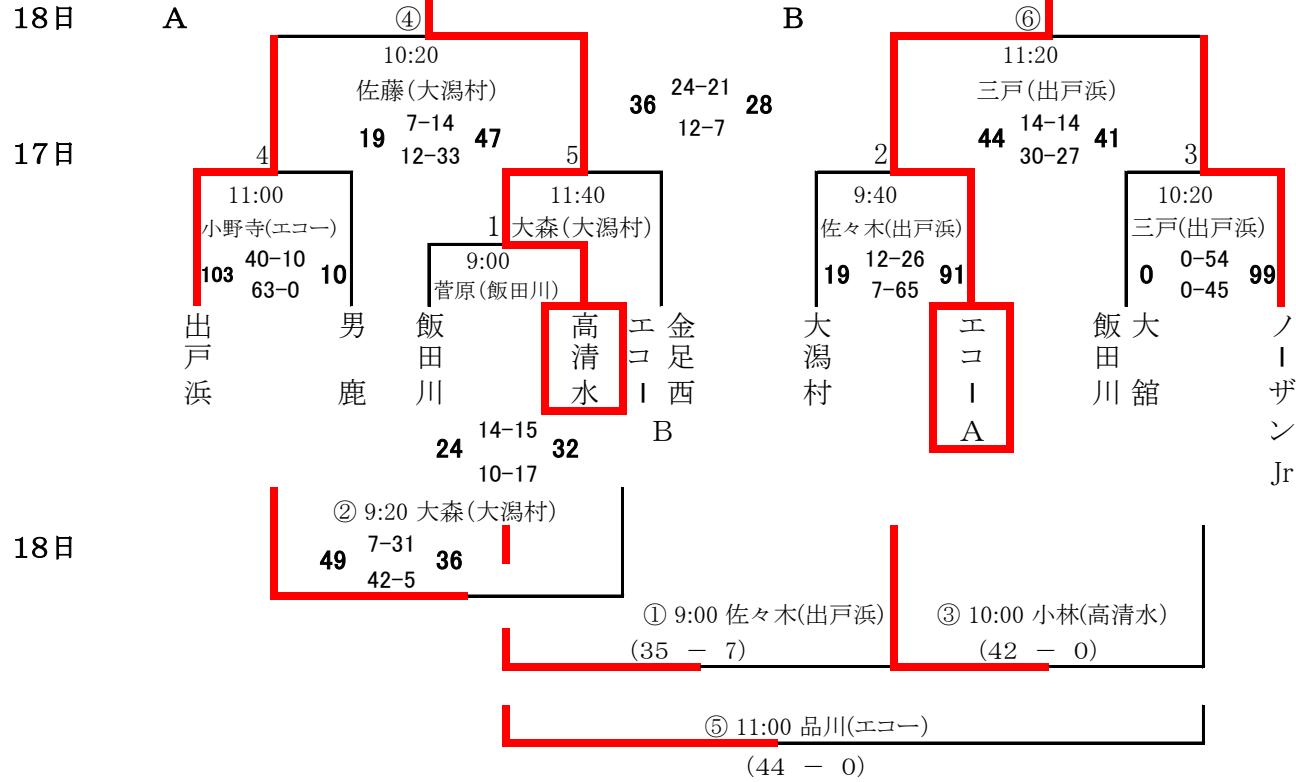 18日 A ④ B ⑥
10:20 11:20
佐藤(大潟村) 24-21 三戸(出戸浜)
36 28
7-14 12-7 14-14
19 47 44 41
12-33 30-27
17日 4 5 2 3
11:00 11:40 9:40 10:20
小野寺(エコー) 1 大森(大潟村) 佐々木(出戸浜) 三戸(出戸浜)
40-10 9:00 12-26 0-54
103 10 19 91 0 99
63-0 菅原(飯田川) 7-65 0-45
出戸浜
男鹿
飯田川
高清水
エコーB
金足西
大潟村
エコーA
飯田川
大舘
ノーザンJr
14-15
24 32
10-17
② 9:20 大森(大潟村)
18日
7-31
49 36
42-5
① 9:00 佐々木(出戸浜) ③ 10:00 小林(高清水)
(35 - 7) (42 - 0)
⑤ 11:00 品川(エコー)
(44 - 0)